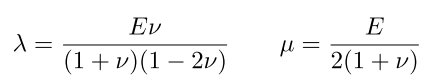 λ = Eν / (1 + ν)(1 − 2ν)    μ = E / 2(1 + ν)